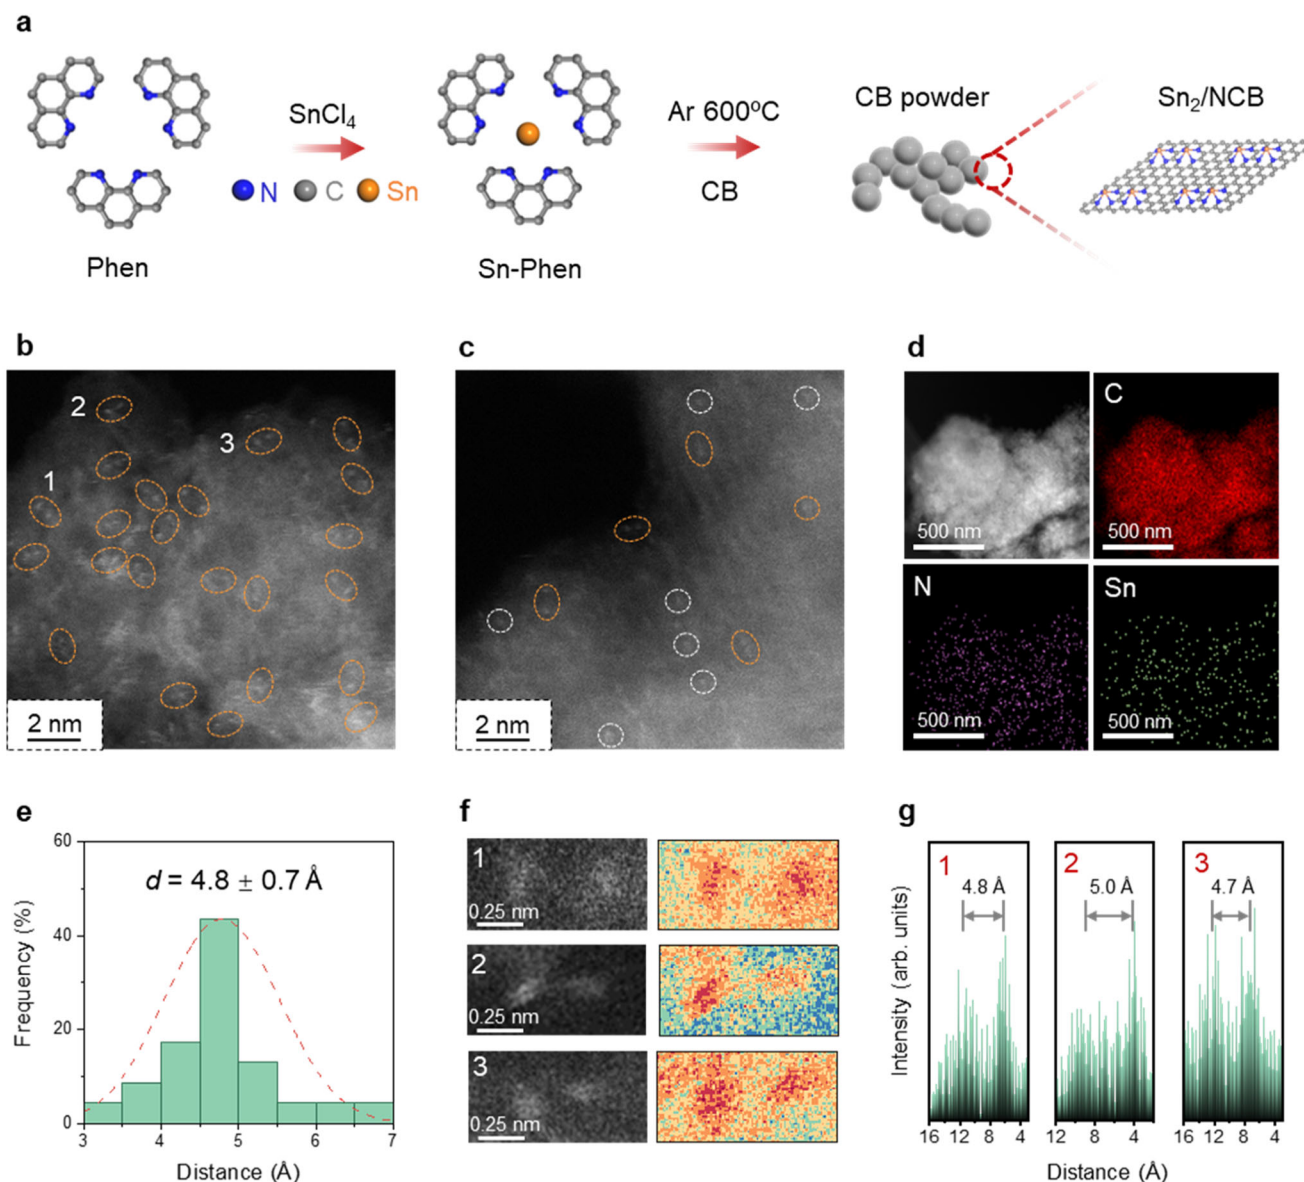 a
SnCl₄
N C Sn
Phen
Sn-Phen
Ar 600°C
CB
CB powder
Sn₂/NCB
b
1
2
3
2 nm
c
2 nm
d
500 nm
C
500 nm
N
500 nm
Sn
500 nm
e
d = 4.8 ± 0.7 Å
Frequency (%)
60
40
20
0
3 4 5 6 7
Distance (Å)
f
1
0.25 nm
2
0.25 nm
3
0.25 nm
g
Intensity (arb. units)
1
4.8 Å
2
5.0 Å
3
4.7 Å
16 12 8 4
12 8 4
16 12 8 4
Distance (Å)